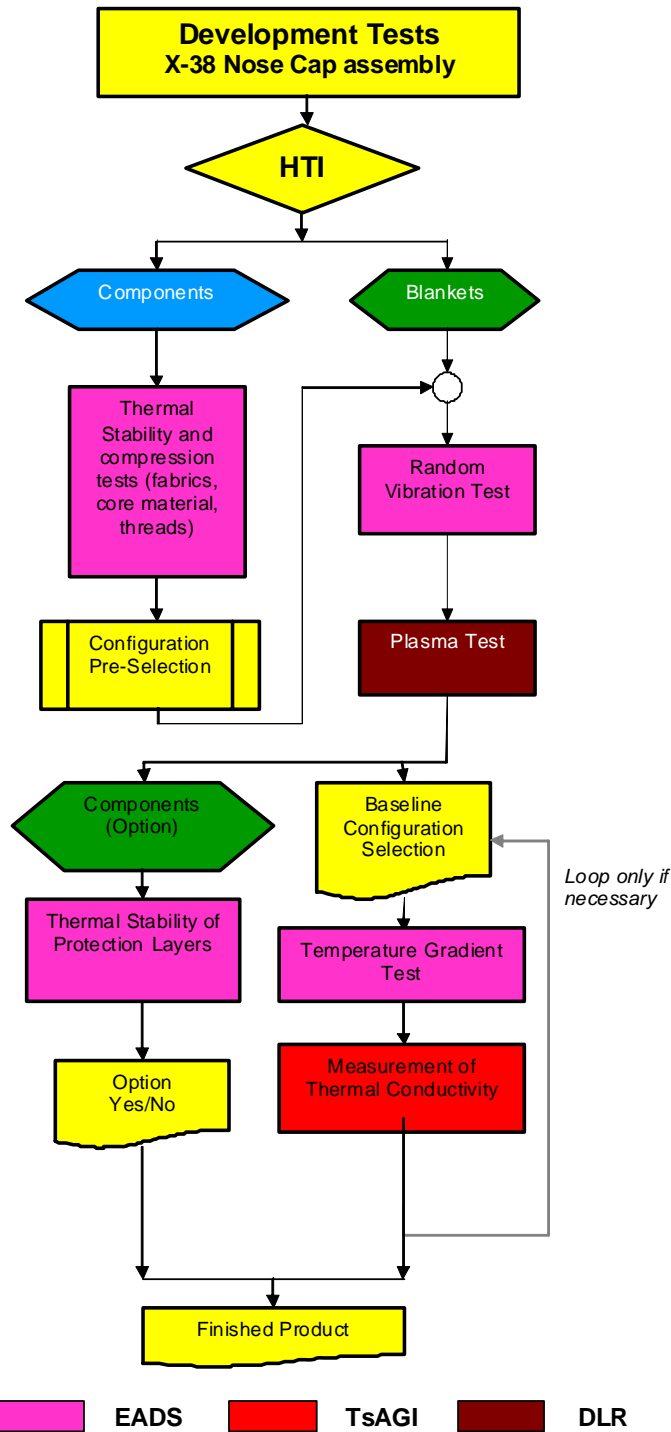 Development Tests
X-38 Nose Cap assembly
HTI
Components
Blankets
Thermal
Stability and
compression
tests (fabrics,
core material,
threads)
Random
Vibration Test
Configuration
Pre-Selection
Plasma Test
Components
(Option)
Baseline
Configuration
Selection
Loop only if
necessary
Thermal Stability of
Protection Layers
Temperature Gradient
Test
Option
Yes/No
Measurement of
Thermal Conductivity
Finished Product
EADS
TsAGI
DLR